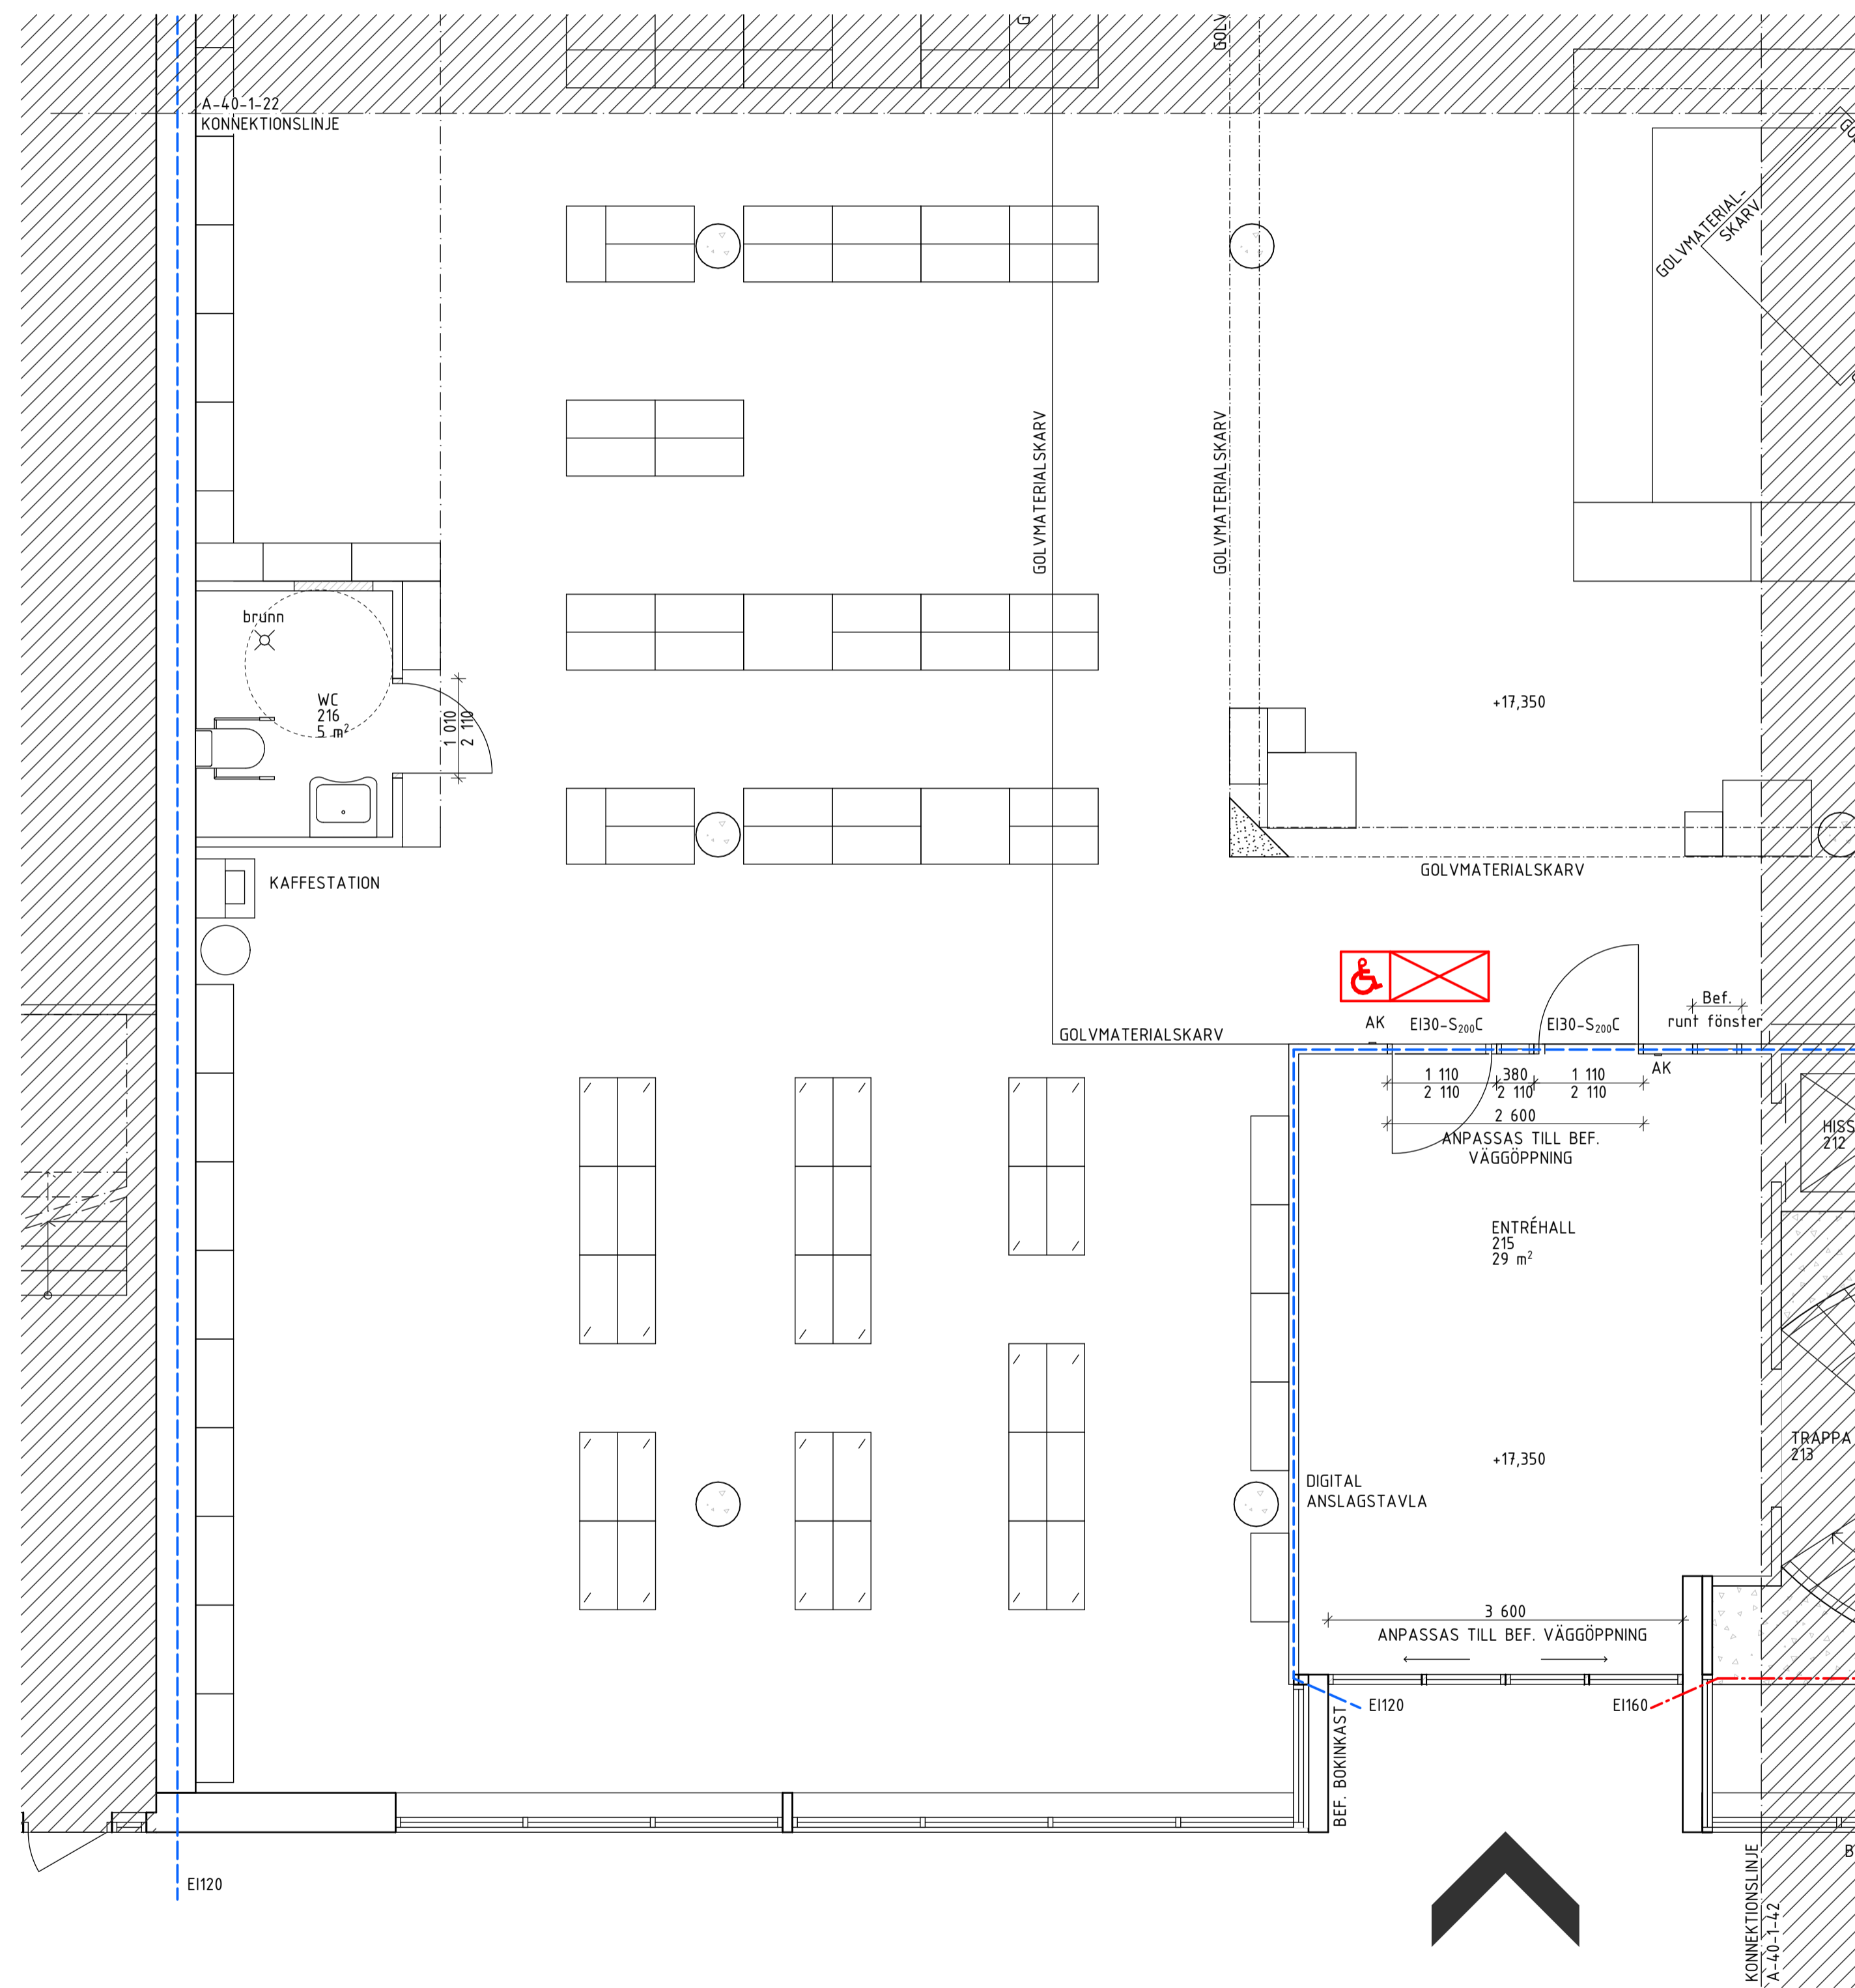 A-40-1-22
KONNEKTIONSLINJE
GOLV
GOLVMATERIAL-
SKARV
GOLVMATERIALSKARV
GOLVMATERIALSKARV
brunn
WC
216
5 m²
1 010
2 110
+17,350
GOLVMATERIALSKARV
KAFFESTATION
GOLVMATERIALSKARV
AK
EI30-S₂₀₀C
EI30-S₂₀₀C
Bef.
runt fönster
AK
1 110
2 110
380
2 110
1 110
2 110
2 600
ANPASSAS TILL BEF.
VÄGGÖPPNING
HISS
212
ENTRÉHALL
215
29 m²
TRAPPA
213
+17,350
DIGITAL
ANSLAGSTAVLA
3 600
ANPASSAS TILL BEF. VÄGGÖPPNING
EI120
EI160
BEF. BOKINKAST
EI120
KONNEKTIONSLINJE
A-40-1-42